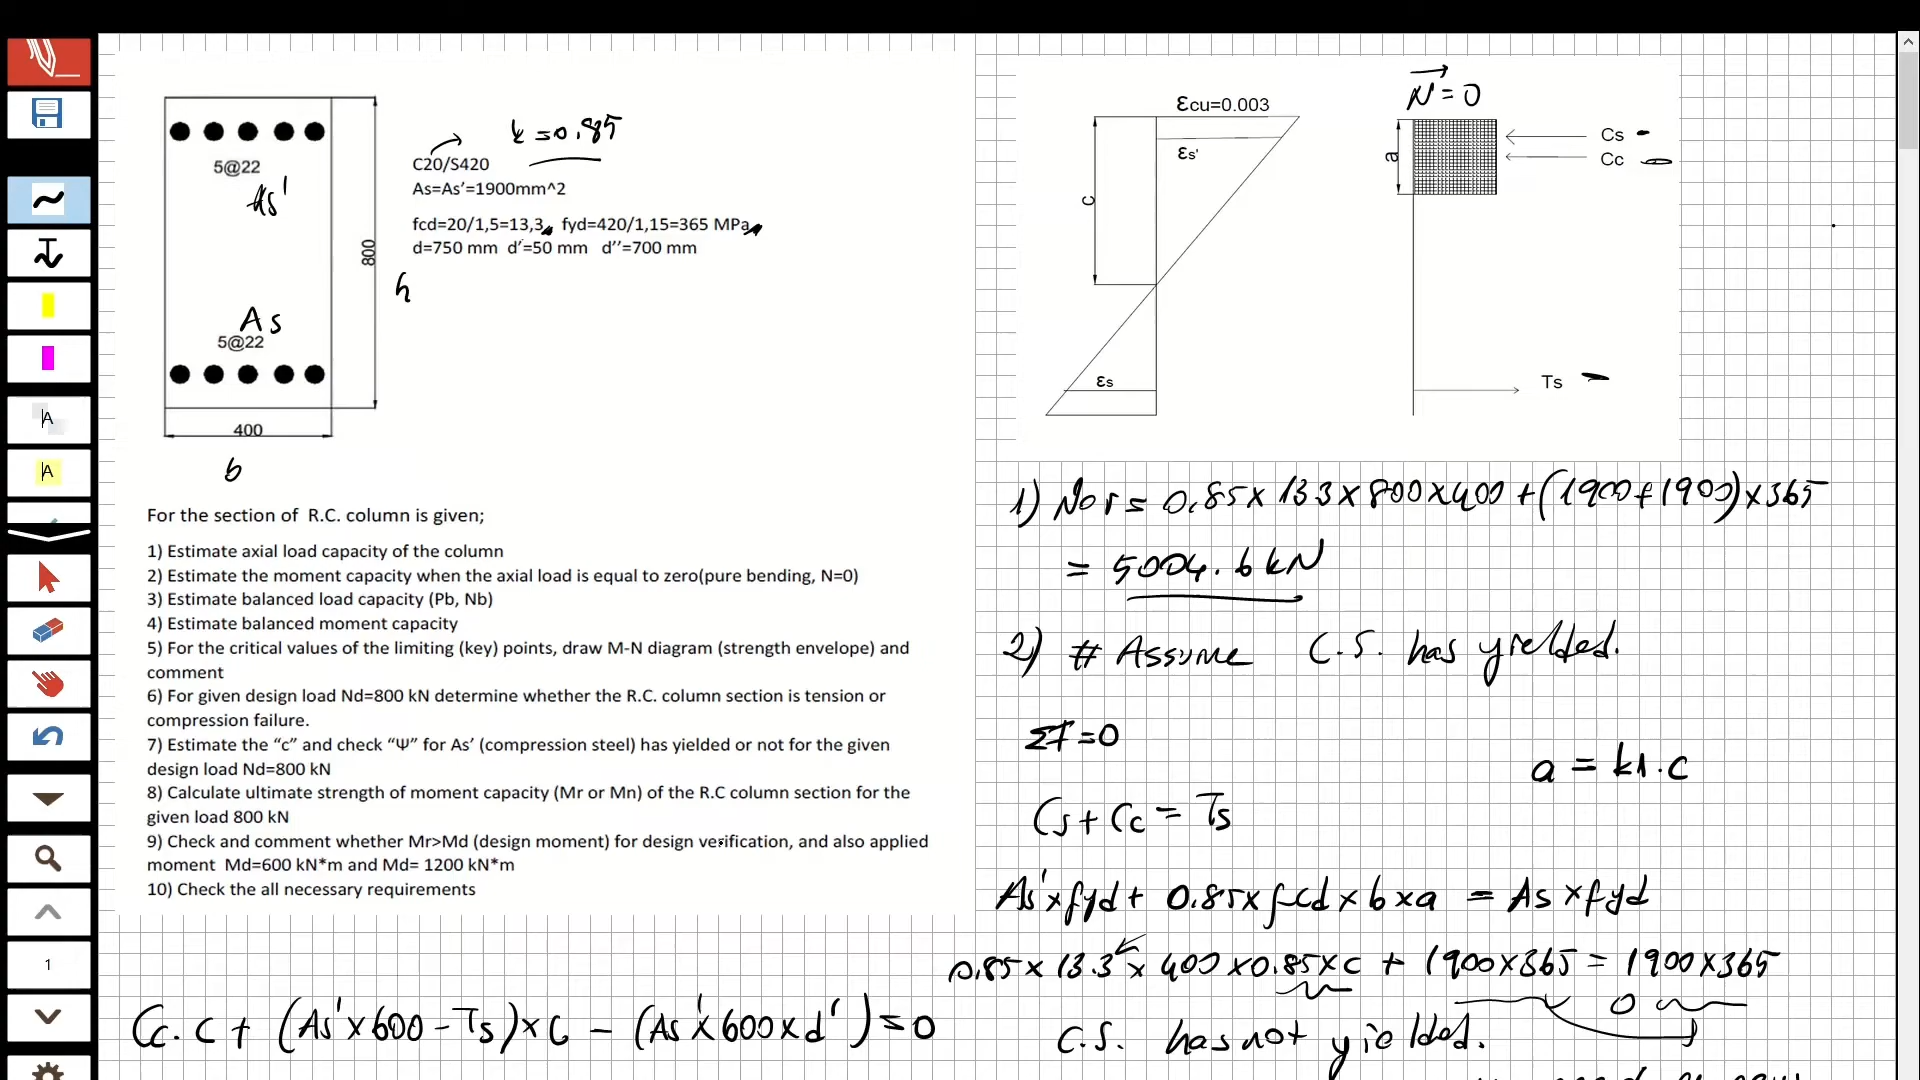 5@22
As'
As
5@22
800
h
400
b
k=0.85
C20/S420
As=As'=1900mm^2
fcd=20/1,5=13,3 fyd=420/1,15=365 MPa
d=750 mm d'=50 mm d''=700 mm
For the section of R.C. column is given;
1) Estimate axial load capacity of the column
2) Estimate the moment capacity when the axial load is equal to zero(pure bending, N=0)
3) Estimate balanced load capacity (Pb, Nb)
4) Estimate balanced moment capacity
5) For the critical values of the limiting (key) points, draw M-N diagram (strength envelope) and
comment
6) For given design load Nd=800 kN determine whether the R.C. column section is tension or
compression failure.
7) Estimate the “c” and check “Ψ” for As’ (compression steel) has yielded or not for the given
design load Nd=800 kN
8) Calculate ultimate strength of moment capacity (Mr or Mn) of the R.C column section for the
given load 800 kN
9) Check and comment whether Mr>Md (design moment) for design verification, and also applied
moment Md=600 kN*m and Md= 1200 kN*m
10) Check the all necessary requirements
Cc.c + (As'x600-Ts)xc - (As'x600xd')=0
εcu=0.003
εs'
c
εs
N=0
a
Cs
Cc
Ts
1) Nor= 0.85x13.3x800x400+(1900+1900)x365
= 5004.6kN
2) # Assume C.S. has yielded.
ΣF=0
a = k1.c
Cs+Cc=Ts
As'xfyd+ 0.85xfcdxbxa = Asxfyd
0.85x13.3x400x0.85xc + 1900x365=1900x365
0
C.S. has not yielded.
A
A
1